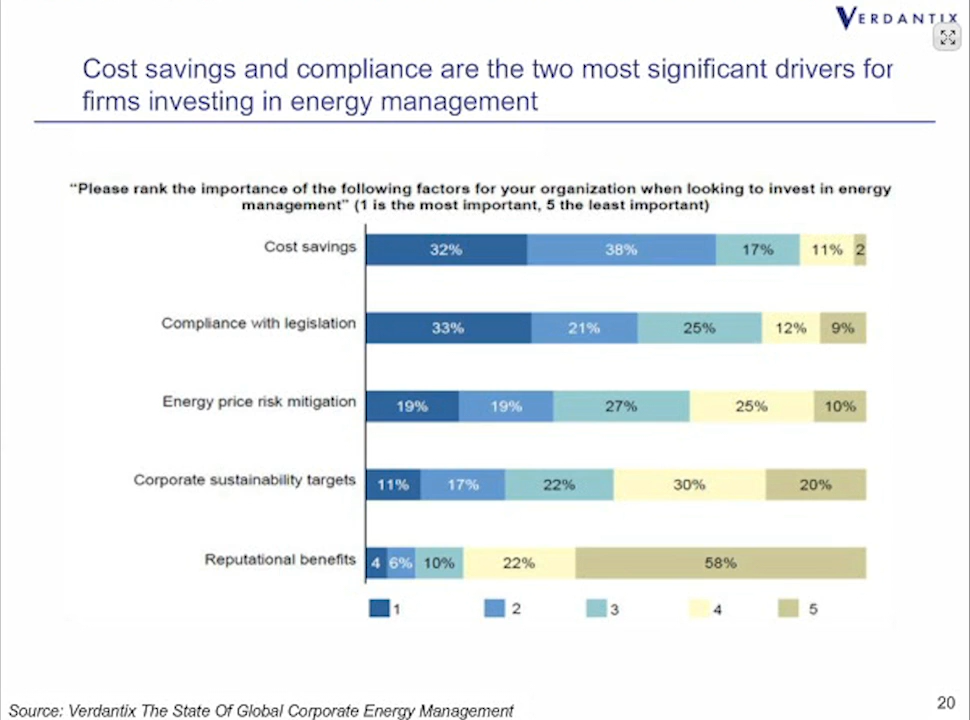 VERDANTIX
Cost savings and compliance are the two most significant drivers for
firms investing in energy management
“Please rank the importance of the following factors for your organization when looking to invest in energy
management” (1 is the most important, 5 the least important)
Cost savings 32% 38% 17% 11% 2
Compliance with legislation 33% 21% 25% 12% 9%
Energy price risk mitigation 19% 19% 27% 25% 10%
Corporate sustainability targets 11% 17% 22% 30% 20%
Reputational benefits 4 6% 10% 22% 58%
1 2 3 4 5
20
Source: Verdantix The State Of Global Corporate Energy Management